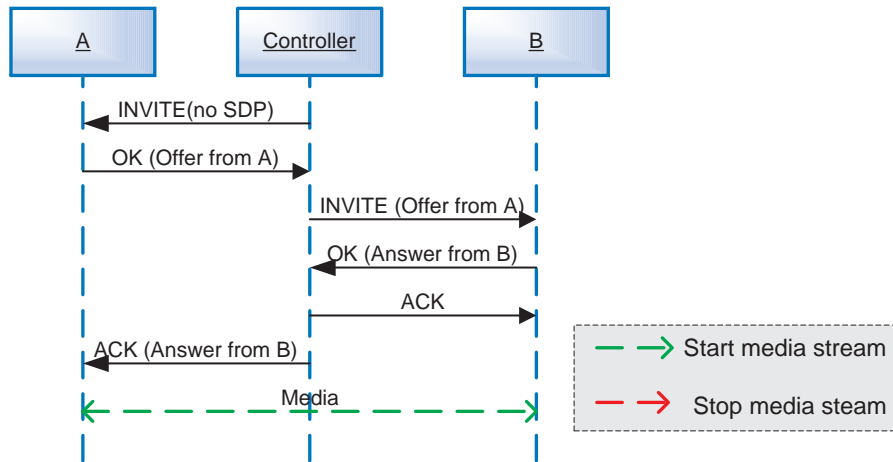 A
Controller
B
INVITE(no SDP)
OK (Offer from A)
INVITE (Offer from A)
OK (Answer from B)
ACK
ACK (Answer from B)
Media
Start media stream
Stop media steam